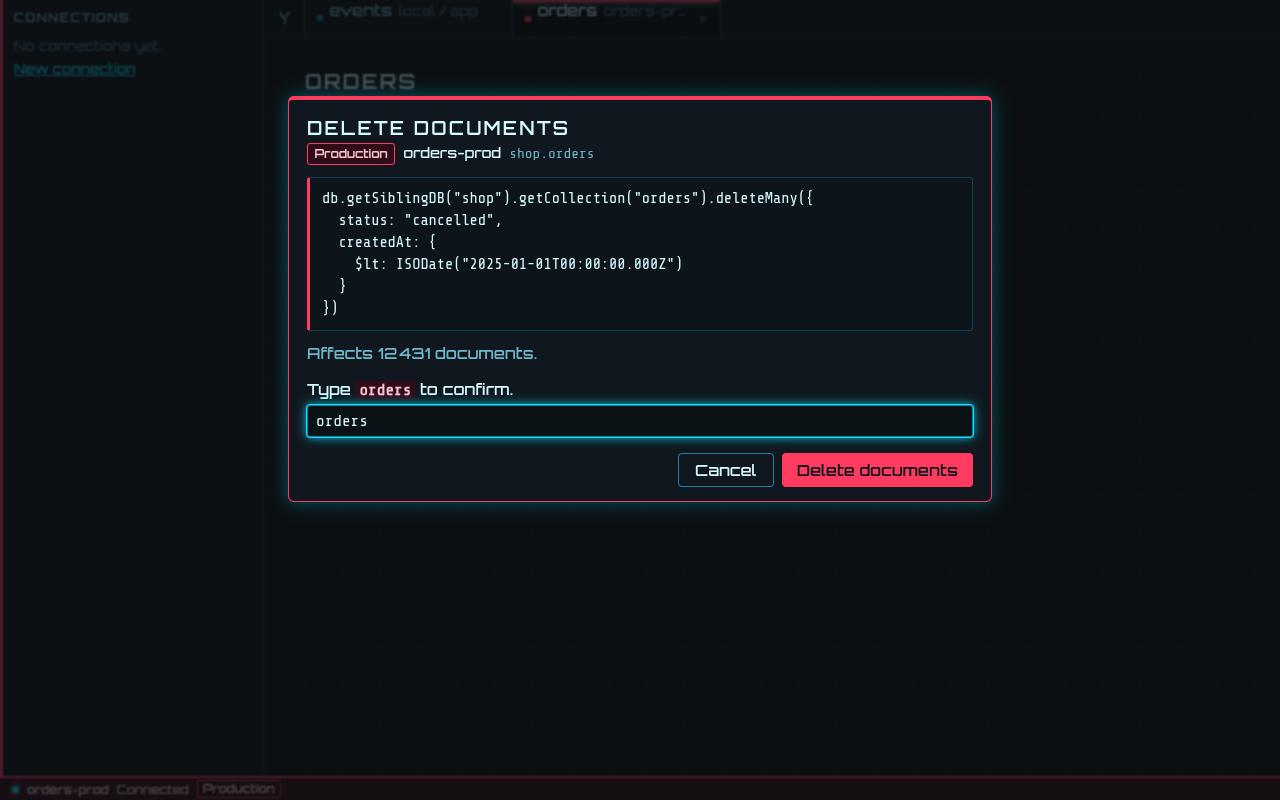 CONNECTIONS
No connections yet.
New connection
events local / app
orders orders-pr… ×
ORDERS
DELETE DOCUMENTS
Production orders-prod shop.orders
db.getSiblingDB("shop").getCollection("orders").deleteMany({
  status: "cancelled",
  createdAt: {
    $lt: ISODate("2025-01-01T00:00:00.000Z")
  }
})
Affects 12431 documents.
Type orders to confirm.
orders
Cancel
Delete documents
orders-prod Connected Production